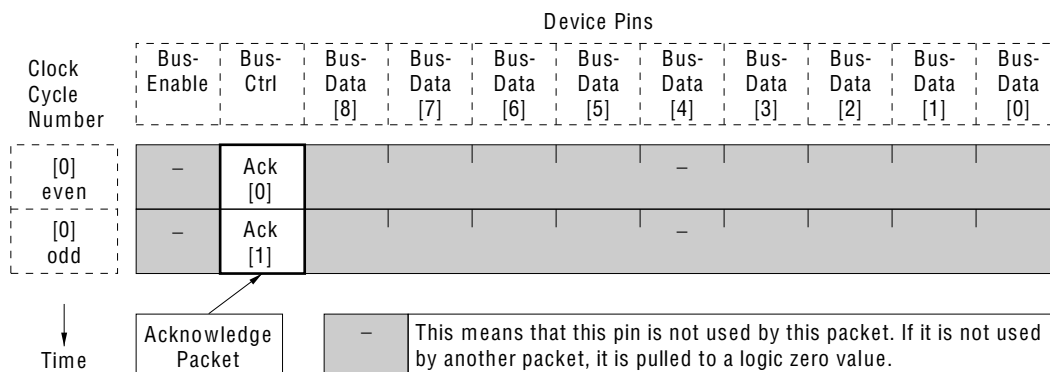 Device Pins
Clock Cycle Number
Bus-Enable Bus-Ctrl Bus-Data [8] Bus-Data [7] Bus-Data [6] Bus-Data [5] Bus-Data [4] Bus-Data [3] Bus-Data [2] Bus-Data [1] Bus-Data [0]
[0] even – Ack [0] –
[0] odd – Ack [1] –
Time
Acknowledge
Packet
– This means that this pin is not used by this packet. If it is not used
by another packet, it is pulled to a logic zero value.